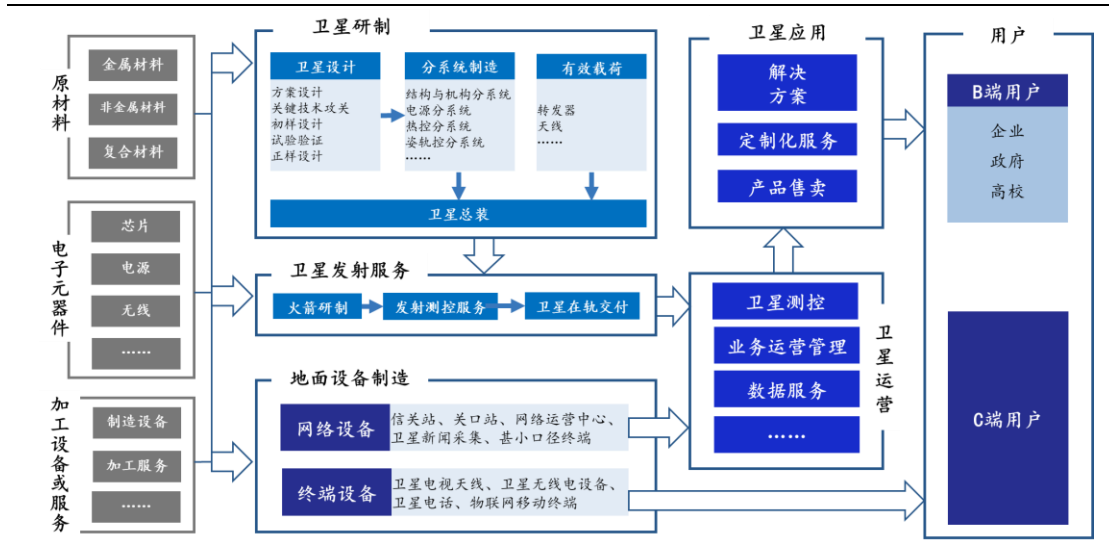 原材料
金属材料
非金属材料
复合材料
电子元器件
芯片
电源
无线
……
加工设备或服务
制造设备
加工服务
……
卫星研制
卫星设计
方案设计
关键技术攻关
初样设计
试验验证
正样设计
分系统制造
结构与机构分系统
电源分系统
热控分系统
姿轨控分系统
……
有效载荷
转发器
天线
……
卫星总装
卫星发射服务
火箭研制
发射测控服务
卫星在轨交付
地面设备制造
网络设备
信关站、关口站、网络运营中心、
卫星新闻采集、甚小口径终端
终端设备
卫星电视天线、卫星无线电设备、
卫星电话、物联网移动终端
卫星应用
解决
方案
定制化服务
产品售卖
卫星运营
卫星测控
业务运营管理
数据服务
……
用户
B端用户
企业
政府
高校
C端用户